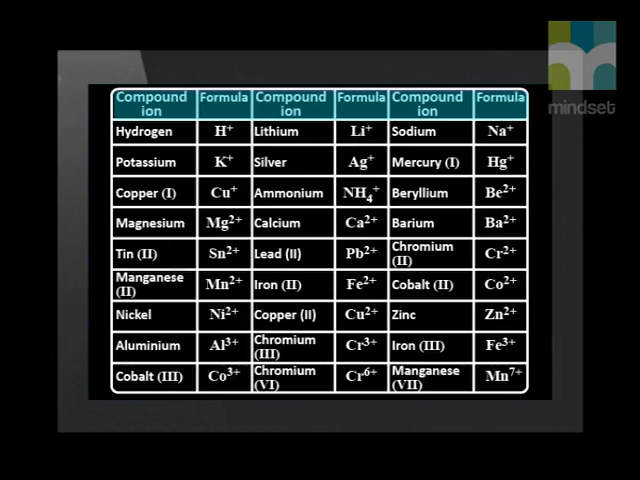 mindset
Compound ion Formula Compound ion Formula Compound ion Formula
Hydrogen H⁺ Lithium Li⁺ Sodium Na⁺
Potassium K⁺ Silver Ag⁺ Mercury (I) Hg⁺
Copper (I) Cu⁺ Ammonium NH₄⁺ Beryllium Be²⁺
Magnesium Mg²⁺ Calcium Ca²⁺ Barium Ba²⁺
Tin (II) Sn²⁺ Lead (II) Pb²⁺ Chromium (II) Cr²⁺
Manganese (II) Mn²⁺ Iron (II) Fe²⁺ Cobalt (II) Co²⁺
Nickel Ni²⁺ Copper (II) Cu²⁺ Zinc Zn²⁺
Aluminium Al³⁺ Chromium (III) Cr³⁺ Iron (III) Fe³⁺
Cobalt (III) Co³⁺ Chromium (VI) Cr⁶⁺ Manganese (VII) Mn⁷⁺